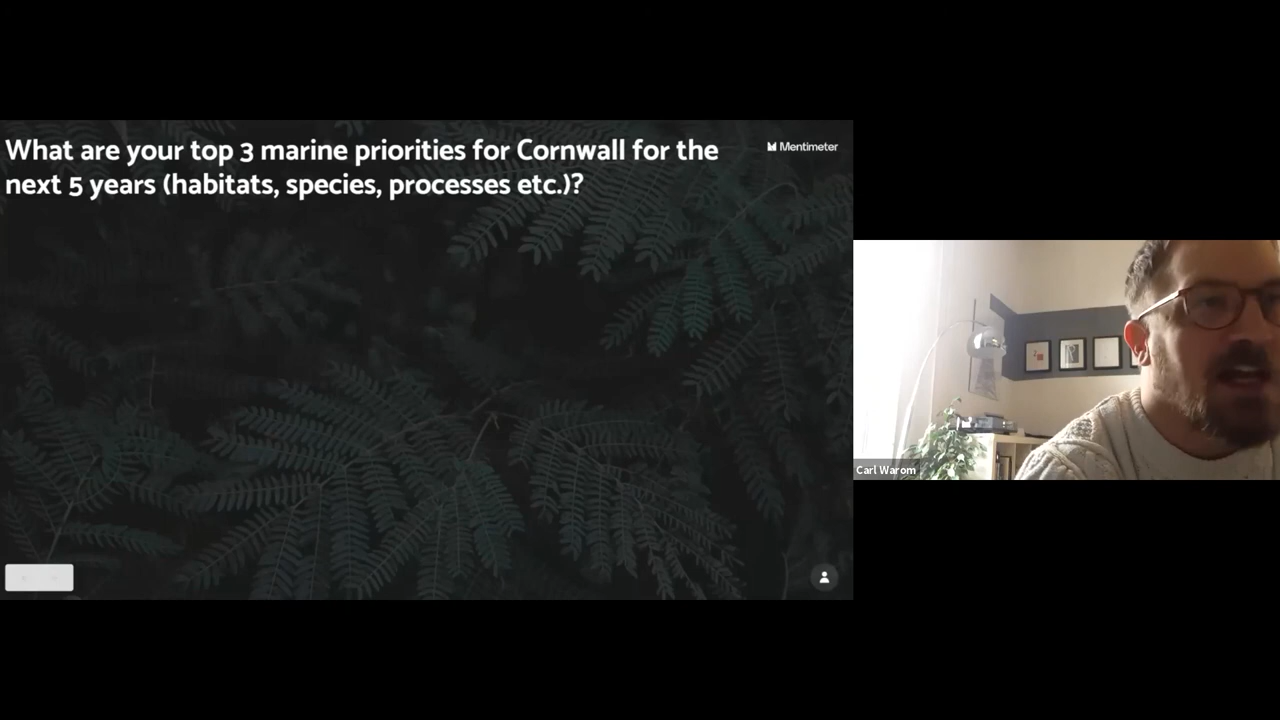 What are your top 3 marine priorities for Cornwall for the
next 5 years (habitats, species, processes etc.)?
Mentimeter
Carl Warom